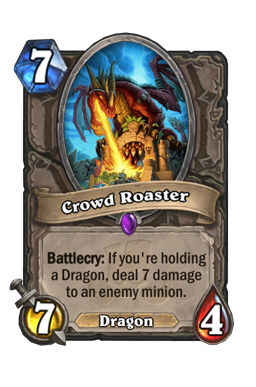 7
Crowd Roaster
Battlecry: If you're holding
a Dragon, deal 7 damage
to an enemy minion.
7
Dragon
4